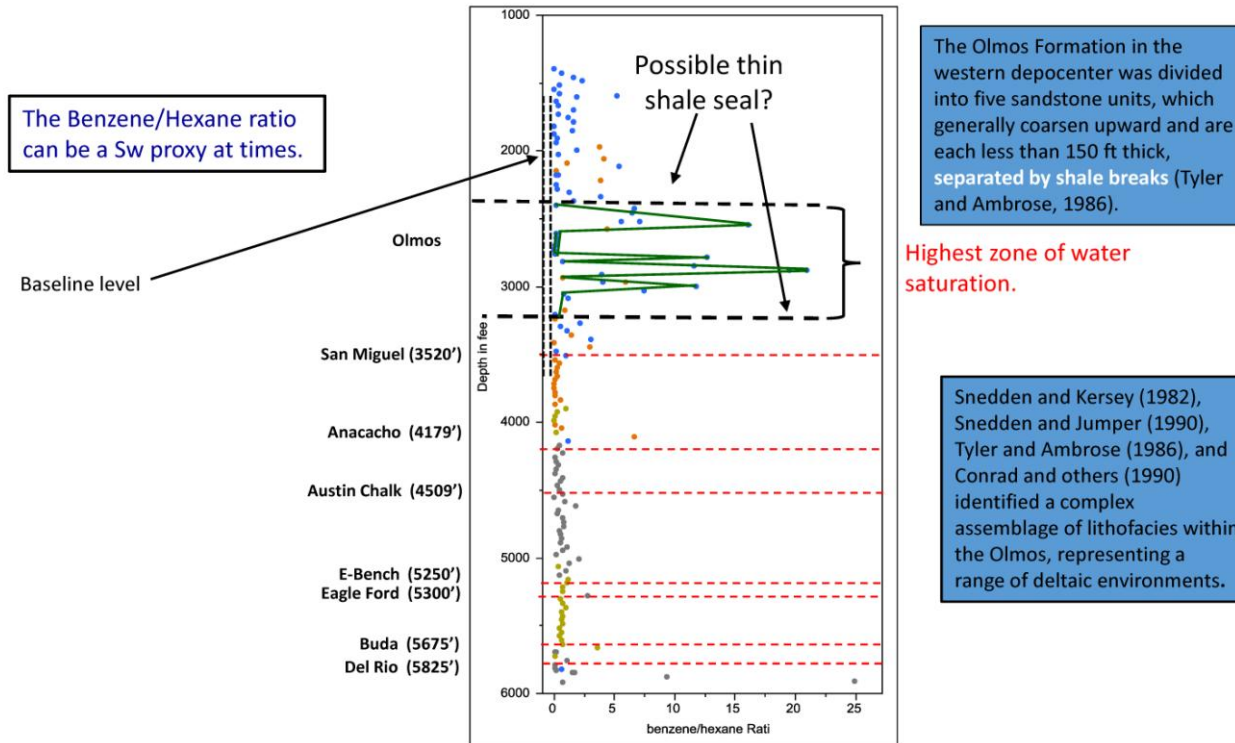 The Benzene/Hexane ratio
can be a Sw proxy at times.
Baseline level
Possible thin
shale seal?
The Olmos Formation in the
western depocenter was divided
into five sandstone units, which
generally coarsen upward and are
each less than 150 ft thick,
separated by shale breaks (Tyler
and Ambrose, 1986).
Highest zone of water
saturation.
Snedden and Kersey (1982),
Snedden and Jumper (1990),
Tyler and Ambrose (1986), and
Conrad and others (1990)
identified a complex
assemblage of lithofacies within
the Olmos, representing a
range of deltaic environments.
Olmos
San Miguel (3520’)
Anacacho (4179’)
Austin Chalk (4509’)
E-Bench (5250’)
Eagle Ford (5300’)
Buda (5675’)
Del Rio (5825’)
Depth in fee
1000
2000
3000
4000
5000
6000
0 5 10 15 20 25
benzene/hexane Rati